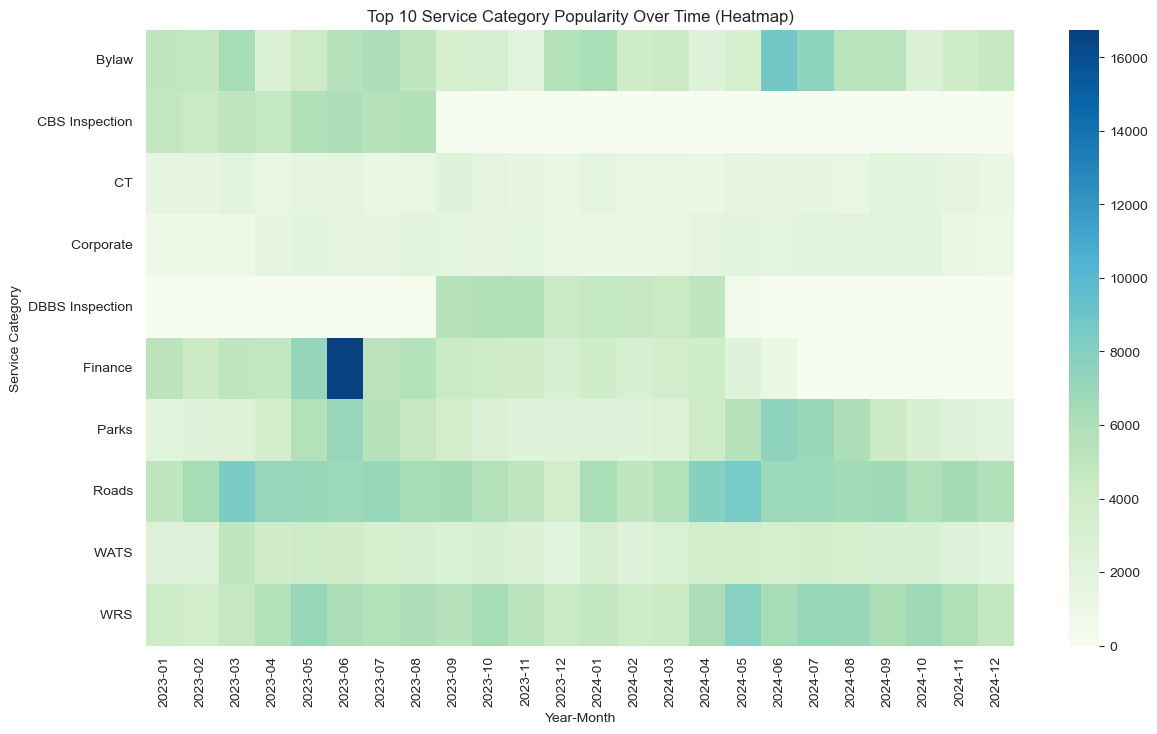 Top 10 Service Category Popularity Over Time (Heatmap)
Service Category
Bylaw
CBS Inspection
CT
Corporate
DBBS Inspection
Finance
Parks
Roads
WATS
WRS
2023-01
2023-02
2023-03
2023-04
2023-05
2023-06
2023-07
2023-08
2023-09
2023-10
2023-11
2023-12
2024-01
2024-02
2024-03
2024-04
2024-05
2024-06
2024-07
2024-08
2024-09
2024-10
2024-11
2024-12
Year-Month
16000
14000
12000
10000
8000
6000
4000
2000
0